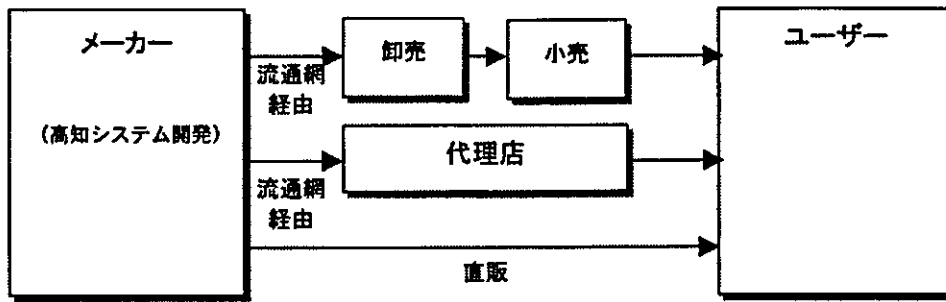 メーカー
(高知システム開発)
流通網
経由
卸売
小売
ユーザー
流通網
経由
代理店
直販